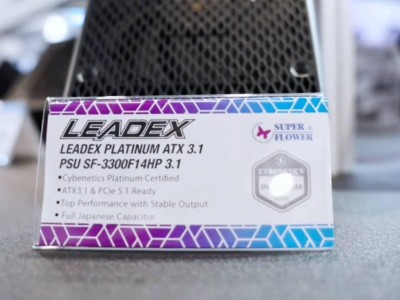 LEADEX
SUPER
FLOWER
LEADEX PLATINUM ATX 3.1
PSU SF-3300F14HP 3.1
•Cybenetics Platinum Certified
•ATX3.1 & PCIe 5.1 Ready
•Top Performance with Stable Output
•Full Japanese Capacitor
CYBENETICS